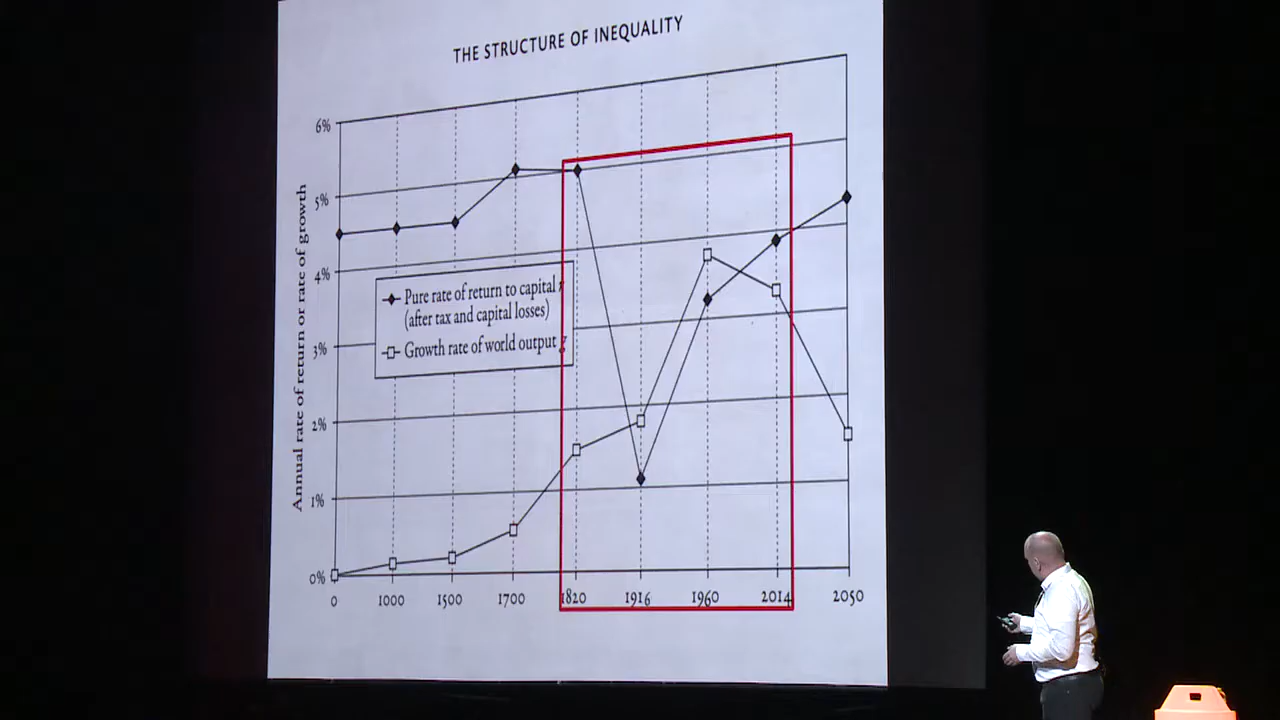 THE STRUCTURE OF INEQUALITY
Annual rate of return or rate of growth
6%
5%
4%
3%
2%
1%
0%
Pure rate of return to capital r
(after tax and capital losses)
Growth rate of world output g
0 1000 1500 1700 1820 1916 1960 2014 2050